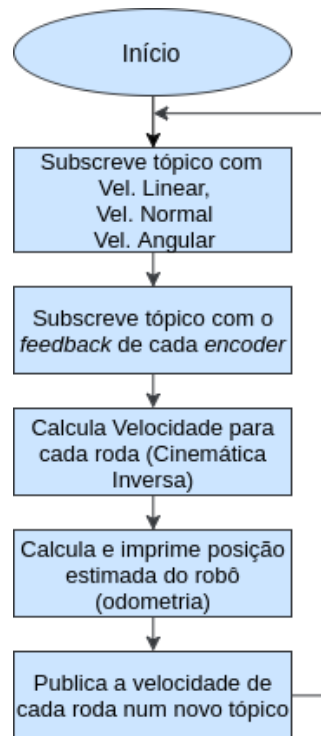 Início
Subscreve tópico com
Vel. Linear,
Vel. Normal
Vel. Angular
Subscreve tópico com o
feedback de cada encoder
Calcula Velocidade para
cada roda (Cinemática
Inversa)
Calcula e imprime posição
estimada do robô
(odometria)
Publica a velocidade de
cada roda num novo tópico